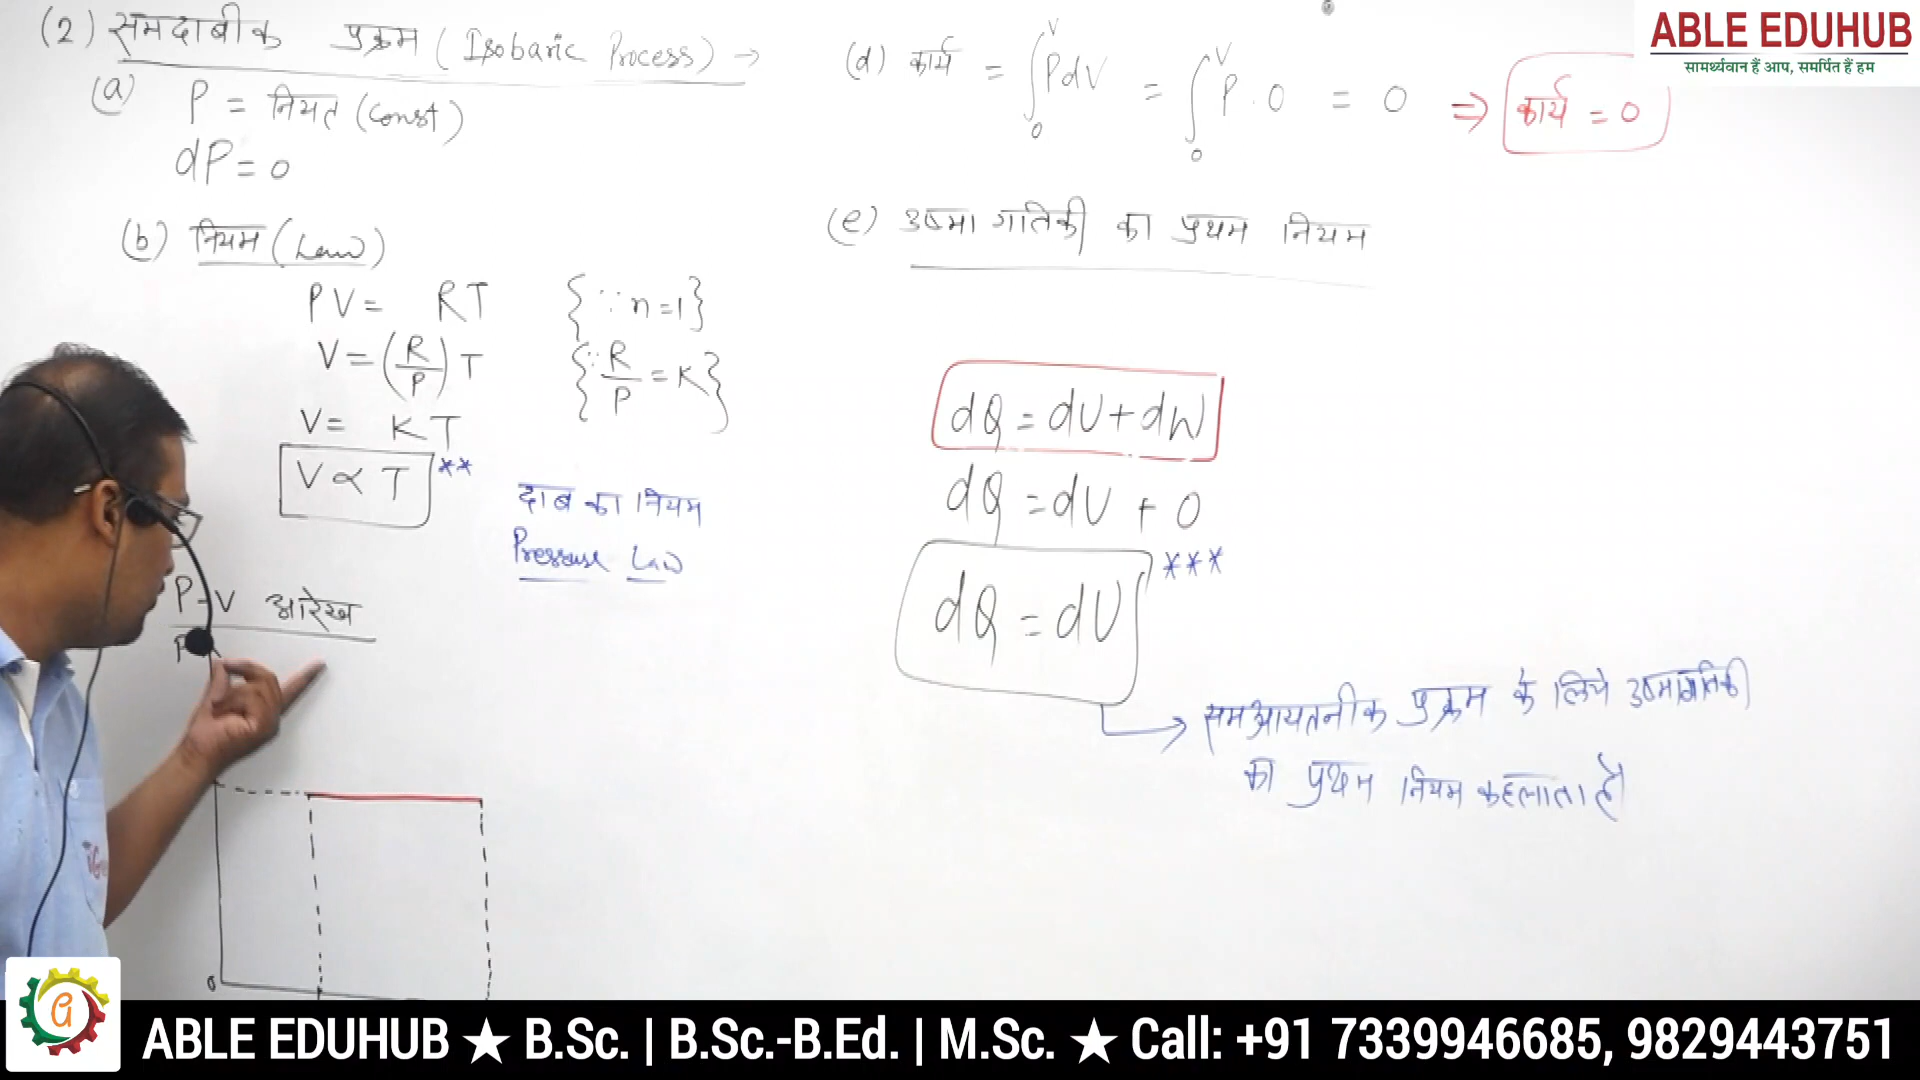 (2) समदाबीक प्रक्रम (Isobaric Process) →
(a) P = नियत (Const)
dP = 0
(b) नियम (Law)
PV = RT {∵ n=1}
V = (R/P) T {∵ R/P = K}
V = KT
V ∝ T **
दाब का नियम
Pressure Law
P-V आरेख
P
0
(d) कार्य = ∫₀ⱽ PdV = ∫₀ⱽ P·0 = 0 ⇒ कार्य = 0
(e) उष्मा गतिकी का प्रथम नियम
dQ = dU + dW
dQ = dU + 0
dQ = dU ***
→ समआयतनीक प्रक्रम के लिये उष्मागतिकी
का प्रथम नियम कहलाता है
ABLE EDUHUB
सामर्थ्यवान हैं आप, समर्पित हैं हम
G
ABLE EDUHUB ★ B.Sc. | B.Sc.-B.Ed. | M.Sc. ★ Call: +91 7339946685, 9829443751